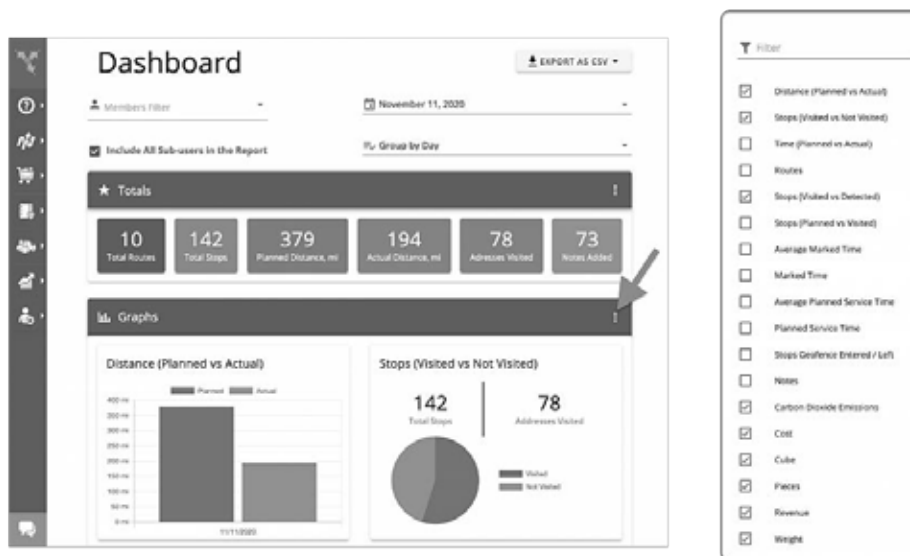 Dashboard
EXPORT AS CSV
Members Filter
November 11, 2020
Include All Sub-users in the Report
Group by Day
Totals
10
Total Routes
142
Total Stops
379
Planned Distance, mi
194
Actual Distance, mi
78
Adresses Visited
73
Notes Added
Graphs
Distance (Planned vs Actual)
Planned
Actual
400 mi
350 mi
300 mi
250 mi
200 mi
150 mi
100 mi
50 mi
0 mi
11/11/2020
Stops (Visited vs Not Visited)
142
Total Stops
78
Addresses Visited
Visited
Not Visited
Filter
Distance (Planned vs Actual)
Stops (Visited vs Not Visited)
Time (Planned vs Actual)
Routes
Stops (Visited vs Detected)
Stops (Planned vs Visited)
Average Marked Time
Marked Time
Average Planned Service Time
Planned Service Time
Stops Geofence Entered / Left
Notes
Carbon Dioxide Emissions
Cost
Cube
Pieces
Revenue
Weight